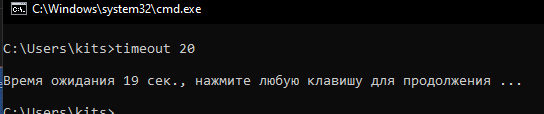 C:\Windows\system32\cmd.exe
C:\Users\kits>timeout 20
Время ожидания 19 сек., нажмите любую клавишу для продолжения ...
C:\Users\kits>